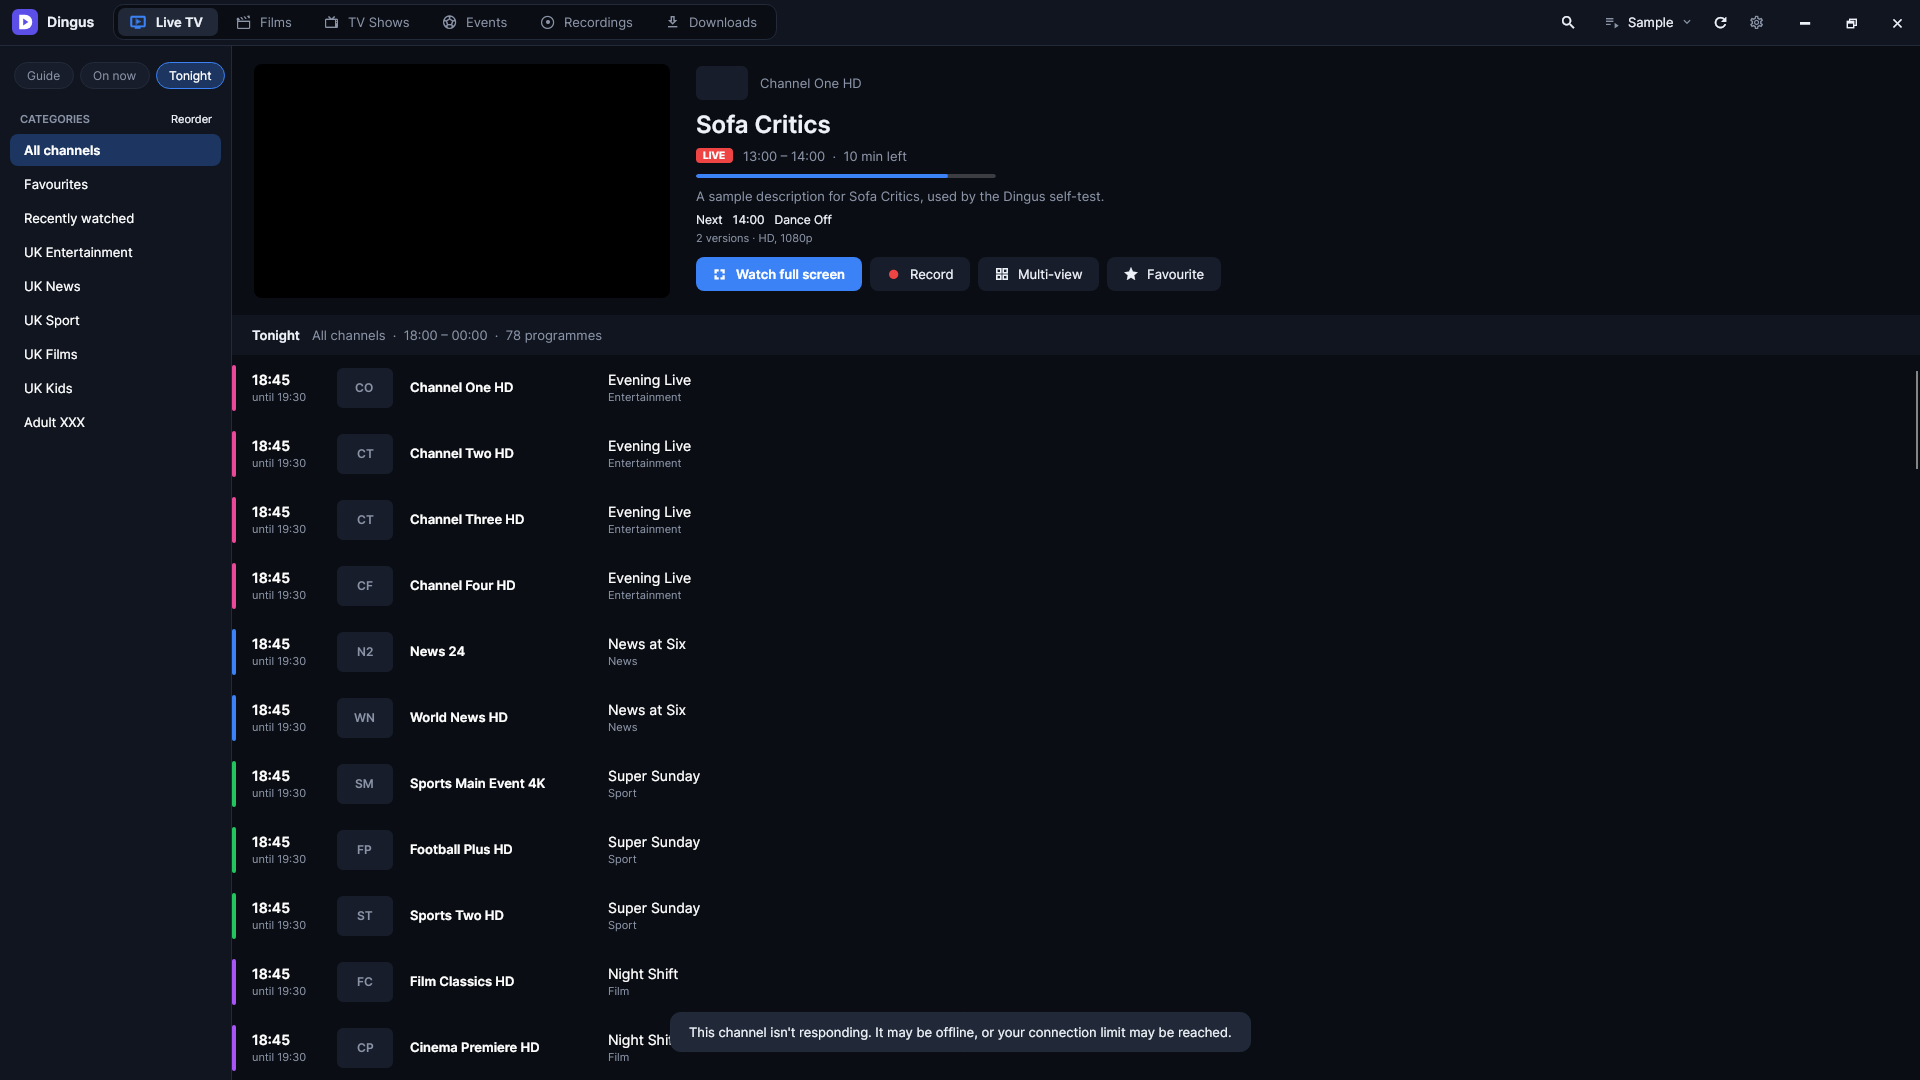 Dingus
Live TV
Films
TV Shows
Events
Recordings
Downloads
Sample
Guide
On now
Tonight
CATEGORIES
Reorder
All channels
Favourites
Recently watched
UK Entertainment
UK News
UK Sport
UK Films
UK Kids
Adult XXX
Channel One HD
Sofa Critics
LIVE 13:00 – 14:00 · 10 min left
A sample description for Sofa Critics, used by the Dingus self-test.
Next 14:00 Dance Off
2 versions · HD, 1080p
Watch full screen
Record
Multi-view
Favourite
Tonight All channels · 18:00 – 00:00 · 78 programmes
18:45 CO Channel One HD Evening Live
until 19:30 Entertainment
18:45 CT Channel Two HD Evening Live
until 19:30 Entertainment
18:45 CT Channel Three HD Evening Live
until 19:30 Entertainment
18:45 CF Channel Four HD Evening Live
until 19:30 Entertainment
18:45 N2 News 24 News at Six
until 19:30 News
18:45 WN World News HD News at Six
until 19:30 News
18:45 SM Sports Main Event 4K Super Sunday
until 19:30 Sport
18:45 FP Football Plus HD Super Sunday
until 19:30 Sport
18:45 ST Sports Two HD Super Sunday
until 19:30 Sport
18:45 FC Film Classics HD Night Shift
until 19:30 Film
18:45 CP Cinema Premiere HD Night
until 19:30 Film
This channel isn't responding. It may be offline, or your connection limit may be reached.